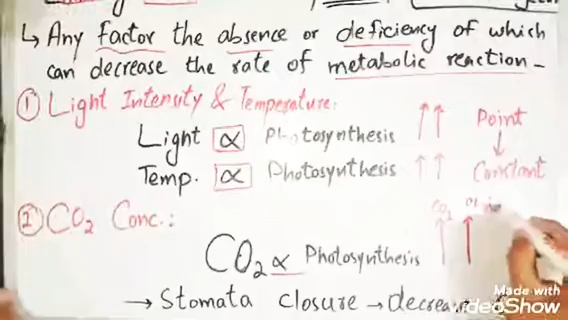 ↳ Any factor the absence or deficiency of which
can decrease the rate of metabolic reaction -
① Light Intensity & Temperature:
Light ∝ Photosynthesis ↑↑ Point
↓
Temp. ∝ Photosynthesis ↑↑ Constant
② CO₂ Conc.:
CO₂
CO₂ ∝ Photosynthesis ↑ ↑
→ Stomata closure →
Made with
VideoShow